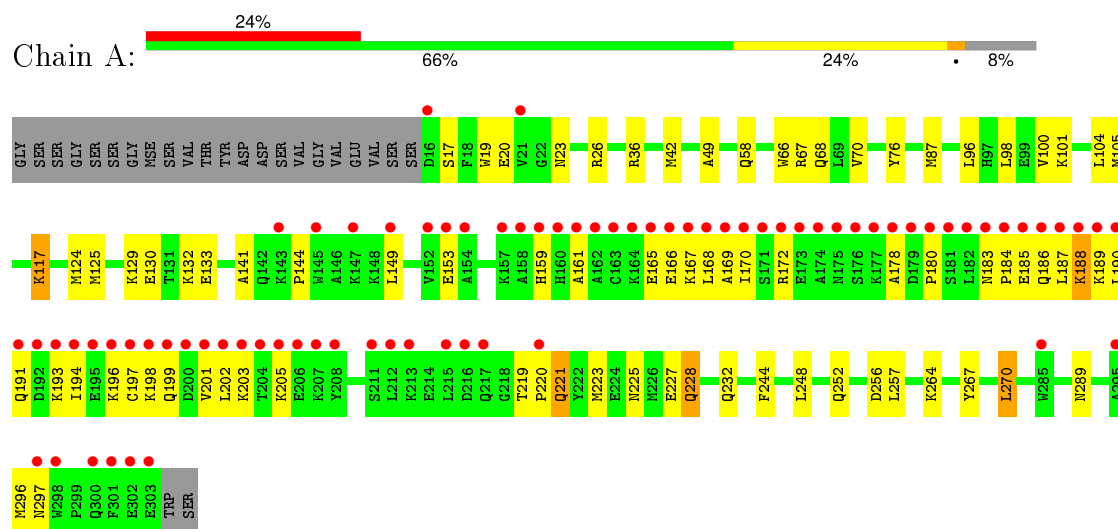 24%
Chain A:
66% 24% • 8%
GLY SER SER GLY SER SER GLY MSE SER VAL THR TYR ASP ASP SER VAL GLY VAL GLU VAL SER SER D16 S17 F18 W19 E20 V21 G22 N23 R26 R36 M42 A49 Q58 W66 R67 Q68 L69 V70 Y76 M87 L96 H97 L98 E99 V100 K101 L104 M105
K117 M124 M125 K129 E130 T131 K132 E133 A141 Q142 K143 P144 W145 A146 K147 K148 L149 V152 E153 A154 K157 A158 H159 H160 A161 A162 C163 K164 E165 E166 K167 L168 A169 I170 S171 R172 E173 A174 N175 S176 K177 A178 D179 P180 S181 L182 N183 P184 E185 Q186 L187 K188 K189 L190
Q191 D192 K193 I194 E195 K196 C197 K198 Q199 D200 V201 L202 K203 T204 K205 E206 K207 Y208 S211 L212 K213 E214 L215 D216 Q217 G218 T219 P220 Q221 Y222 M223 E224 N225 M226 E227 Q228 Q232 F244 L248 Q252 D256 L257 K264 Y267 L270 W285 N289 A295
M296 N297 W298 P299 Q300 F301 E302 E303 TRP SER